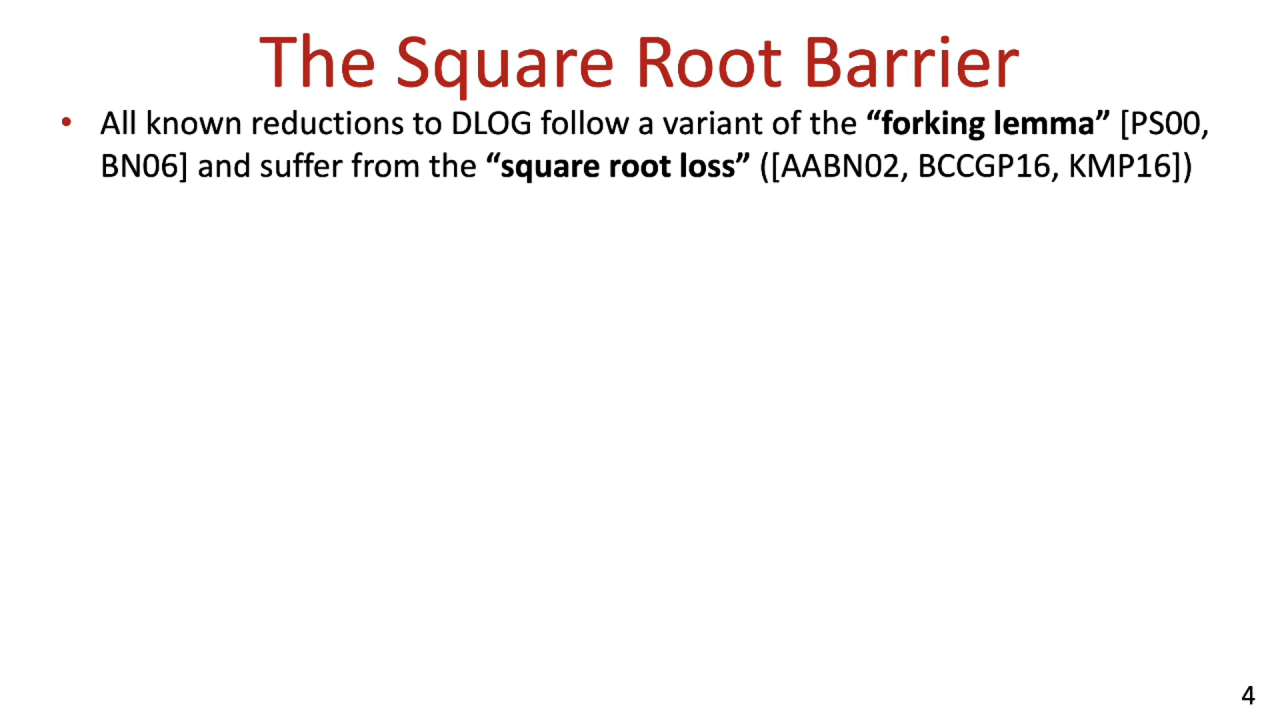 The Square Root Barrier
• All known reductions to DLOG follow a variant of the “forking lemma” [PS00,
BN06] and suffer from the “square root loss” ([AABN02, BCCGP16, KMP16])
4